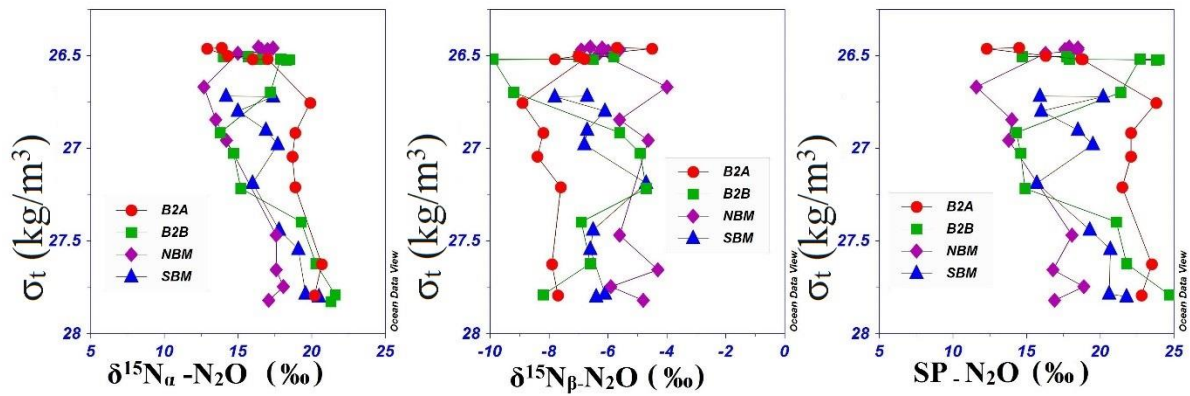 26.5
27
27.5
28
5 10 15 20 25
σt (kg/m³)
B2A
B2B
NBM
SBM
Ocean Data View
δ¹⁵Nα -N₂O (‰)
26.5
27
27.5
28
-10 -8 -6 -4 -2 0
σt (kg/m³)
B2A
B2B
NBM
SBM
Ocean Data View
δ¹⁵Nβ-N₂O (‰)
26.5
27
27.5
28
5 10 15 20 25
σt (kg/m³)
B2A
B2B
NBM
SBM
Ocean Data View
SP - N₂O (‰)